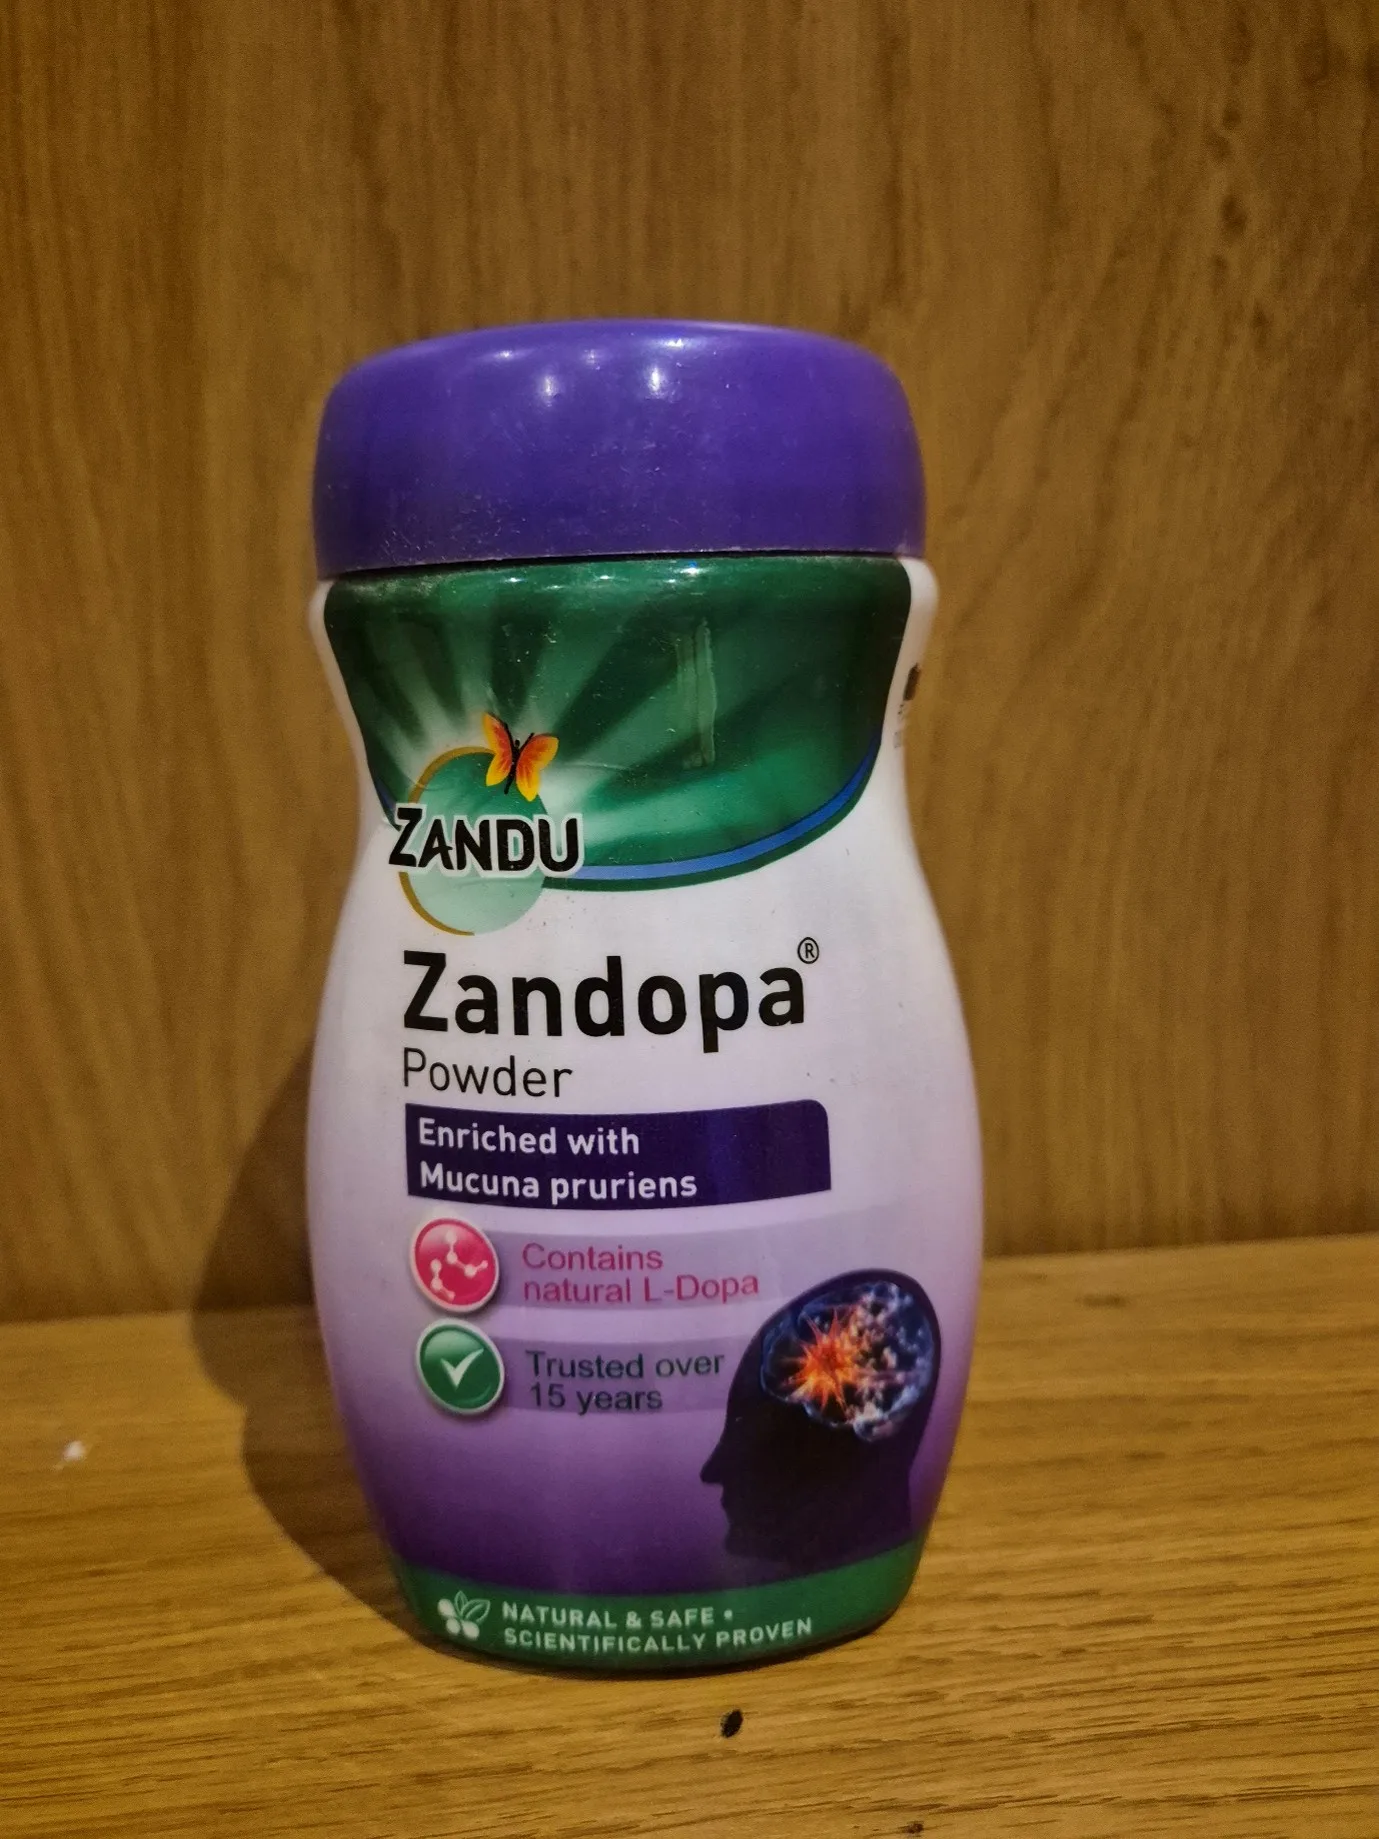 ZANDU
Zandopa®
Powder
Enriched with
Mucuna pruriens
Contains
natural L-Dopa
Trusted over
15 years
NATURAL & SAFE •
SCIENTIFICALLY PROVEN